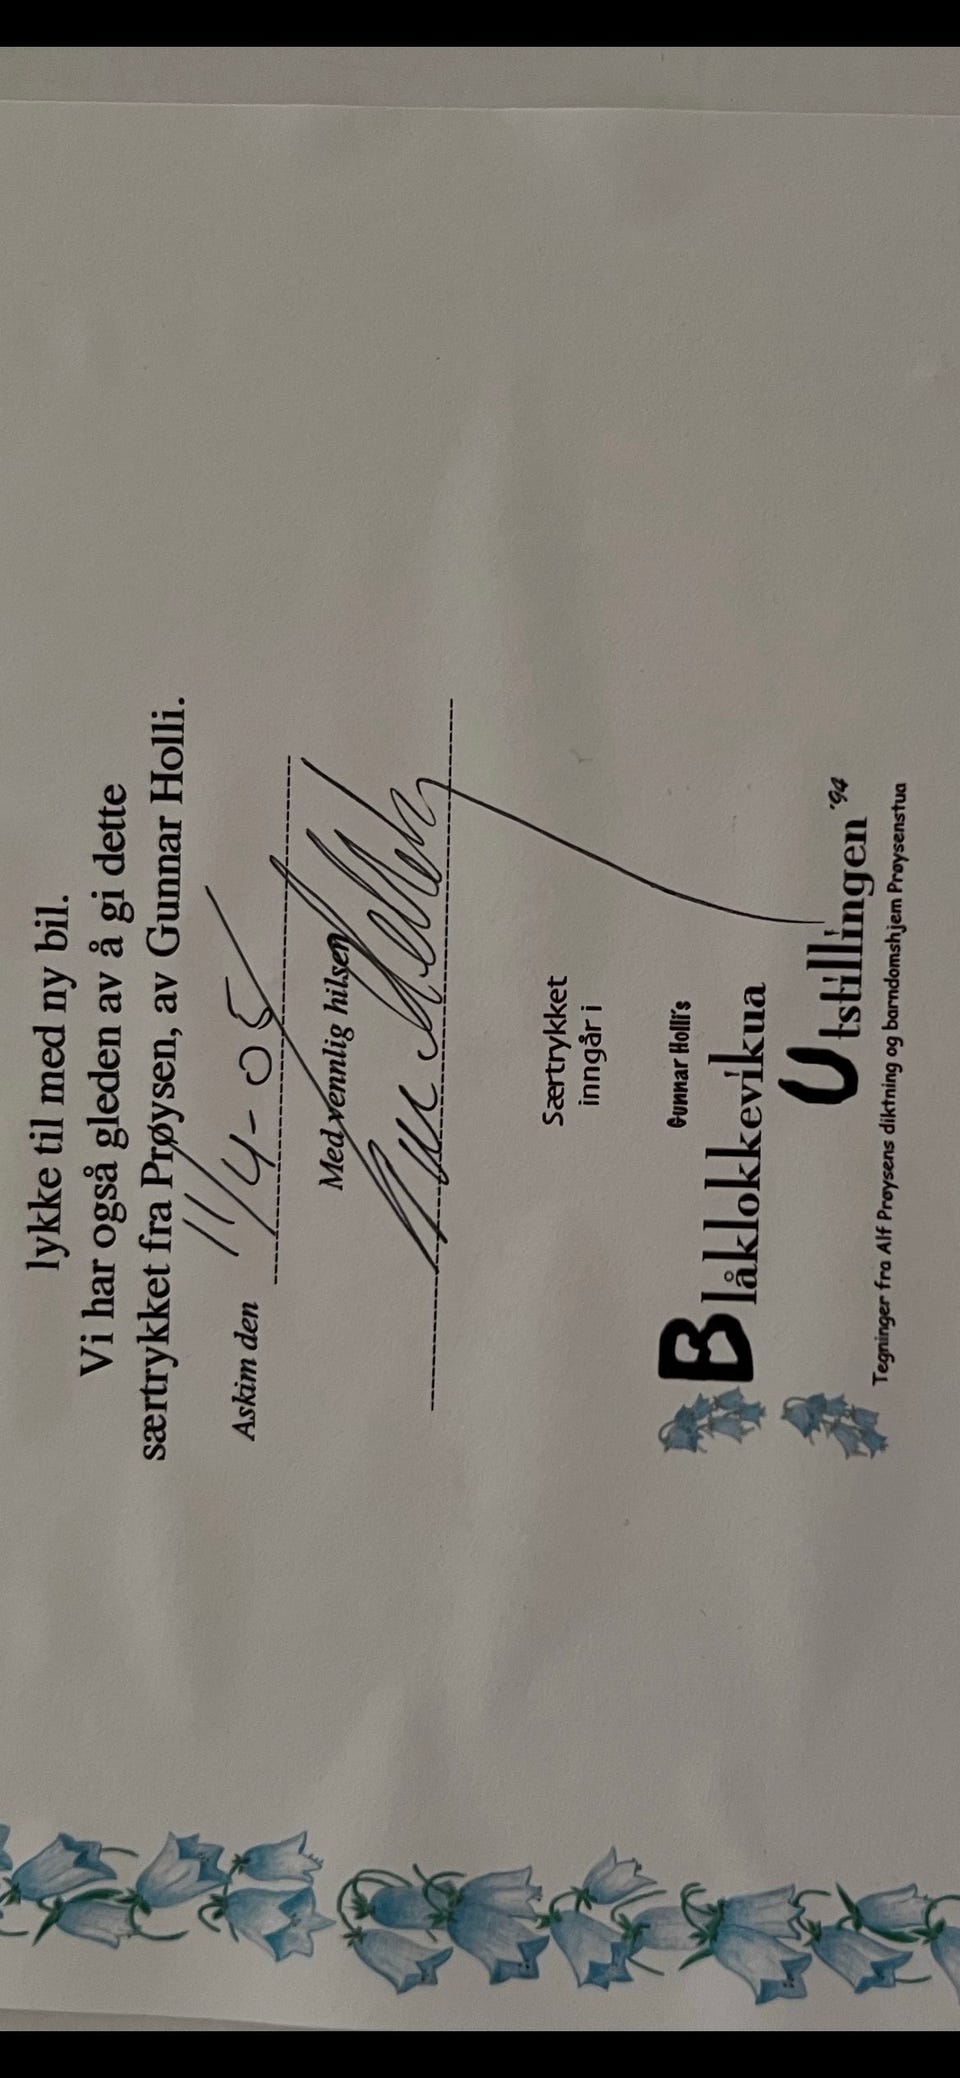 lykke til med ny bil.
Vi har også gleden av å gi dette
særtrykket fra Prøysen, av Gunnar Holli.
Askim den 11/4-05
Med vennlig hilsen
Særtrykket
inngår i
Gunnar Holli's
Blåklokkevikua
Utstillingen '94
Tegninger fra Alf Prøysens diktning og barndomshjem Prøysenstua